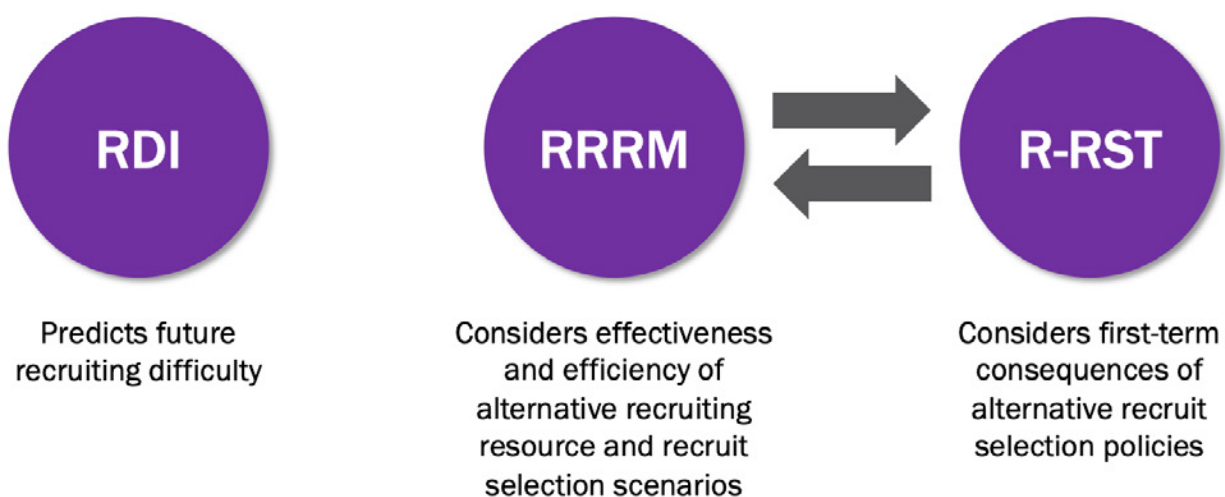 RDI
Predicts future
recruiting difficulty
RRRM
Considers effectiveness
and efficiency of
alternative recruiting
resource and recruit
selection scenarios
R-RST
Considers first-term
consequences of
alternative recruit
selection policies